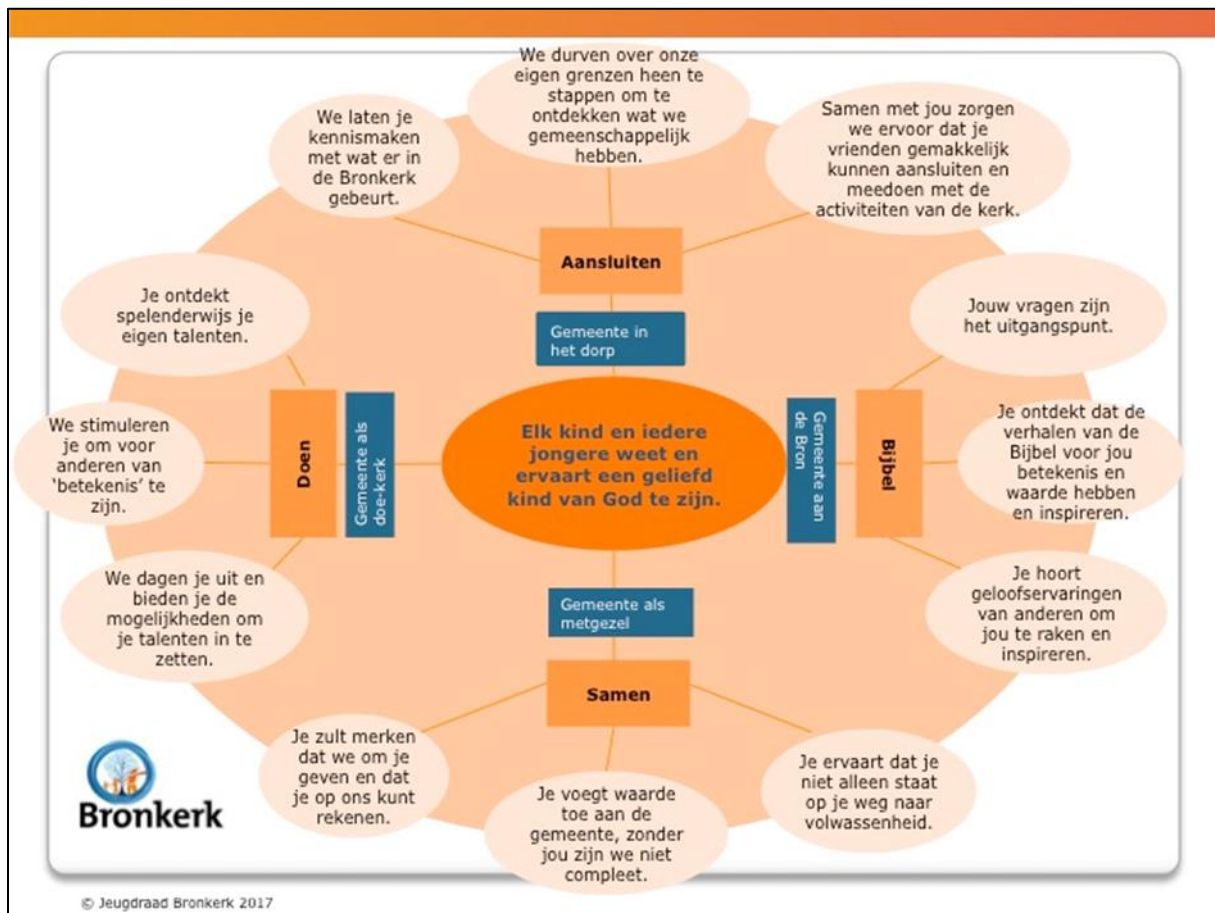 We durven over onze
eigen grenzen heen te
stappen om te
ontdekken wat we
gemeenschappelijk
hebben.
We laten je
kennismaken
met wat er in
de Bronkerk
gebeurt.
Samen met jou zorgen
we ervoor dat je
vrienden gemakkelijk
kunnen aansluiten en
meedoen met de
activiteiten van de kerk.
Aansluiten
Gemeente in
het dorp
Je ontdekt
spelenderwijs je
eigen talenten.
We stimuleren
je om voor
anderen van
‘betekenis’ te
zijn.
We dagen je uit en
bieden je de
mogelijkheden om
je talenten in te
zetten.
Doen
Gemeente als
doe-kerk
Elk kind en iedere
jongere weet en
ervaart een geliefd
kind van God te zijn.
Gemeente aan
de Bron
Bijbel
Jouw vragen zijn
het uitgangspunt.
Je ontdekt dat de
verhalen van de
Bijbel voor jou
betekenis en
waarde hebben
en inspireren.
Je hoort
geloofservaringen
van anderen om
jou te raken en
inspireren.
Gemeente als
metgezel
Samen
Je zult merken
dat we om je
geven en dat
je op ons kunt
rekenen.
Je voegt waarde
toe aan de
gemeente, zonder
jou zijn we niet
compleet.
Je ervaart dat je
niet alleen staat
op je weg naar
volwassenheid.
Bronkerk
© Jeugdraad Bronkerk 2017